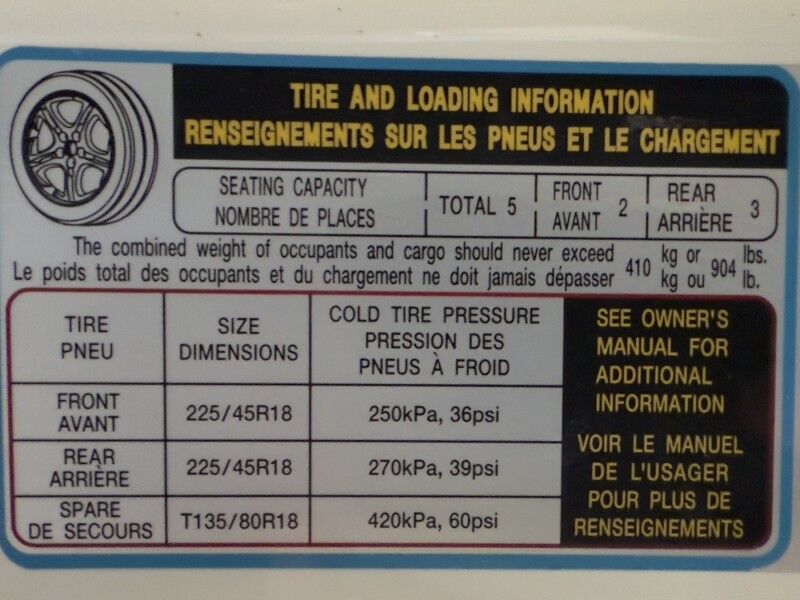 TIRE AND LOADING INFORMATION
RENSEIGNEMENTS SUR LES PNEUS ET LE CHARGEMENT
SEATING CAPACITY
NOMBRE DE PLACES
TOTAL 5
FRONT
AVANT
2
REAR
ARRIÈRE
3
The combined weight of occupants and cargo should never exceed
Le poids total des occupants et du chargement ne doit jamais dépasser
410
kg or
kg ou
904
lbs.
lb.
TIRE
PNEU
SIZE
DIMENSIONS
COLD TIRE PRESSURE
PRESSION DES
PNEUS À FROID
FRONT
AVANT
225/45R18
250kPa, 36psi
REAR
ARRIÈRE
225/45R18
270kPa, 39psi
SPARE
DE SECOURS
T135/80R18
420kPa, 60psi
SEE OWNER'S
MANUAL FOR
ADDITIONAL
INFORMATION
VOIR LE MANUEL
DE L'USAGER
POUR PLUS DE
RENSEIGNEMENTS